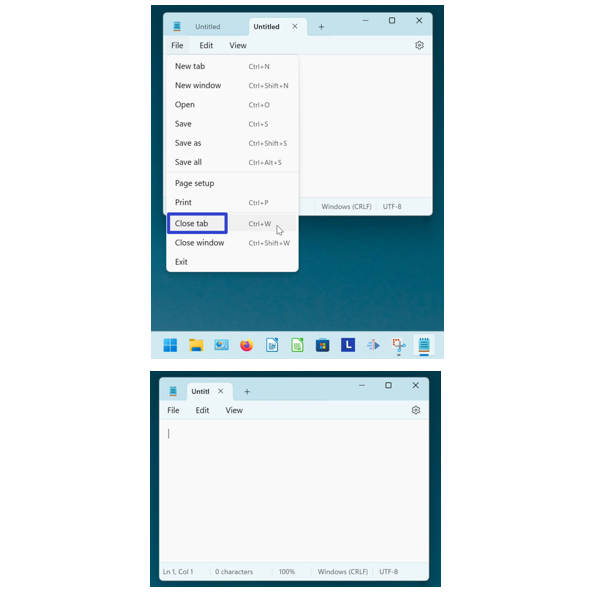 Untitled Untitled
File Edit View
New tab Ctrl+N
New window Ctrl+Shift+N
Open Ctrl+O
Save Ctrl+S
Save as Ctrl+Shift+S
Save all Ctrl+Alt+S
Page setup
Print Ctrl+P
Windows (CRLF) UTF-8
Close tab Ctrl+W
Close window Ctrl+Shift+W
Exit
L
Untitl
File Edit View
Ln 1, Col 1 0 characters 100% Windows (CRLF) UTF-8